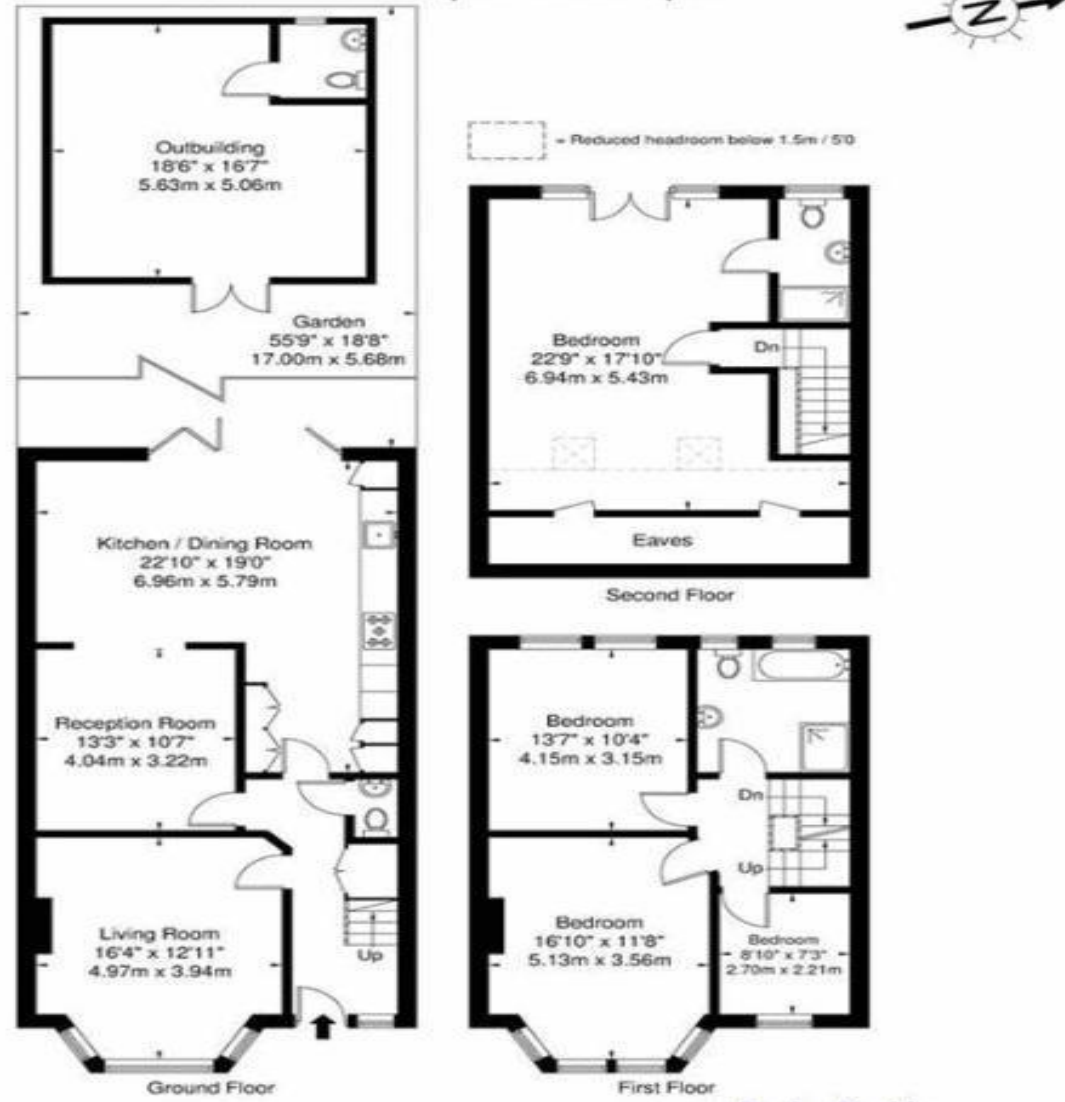 N
Outbuilding
18'6" x 16'7"
5.63m x 5.06m
= Reduced headroom below 1.5m / 5'0
Garden
55'9" x 18'8"
17.00m x 5.68m
Bedroom
22'9" x 17'10"
6.94m x 5.43m
Dn
Eaves
Second Floor
Kitchen / Dining Room
22'10" x 19'0"
6.96m x 5.79m
Reception Room
13'3" x 10'7"
4.04m x 3.22m
Living Room
16'4" x 12'11"
4.97m x 3.94m
Up
Ground Floor
Bedroom
13'7" x 10'4"
4.15m x 3.15m
Dn
Up
Bedroom
16'10" x 11'8"
5.13m x 3.56m
Bedroom
8'10" x 7'3"
2.70m x 2.21m
First Floor